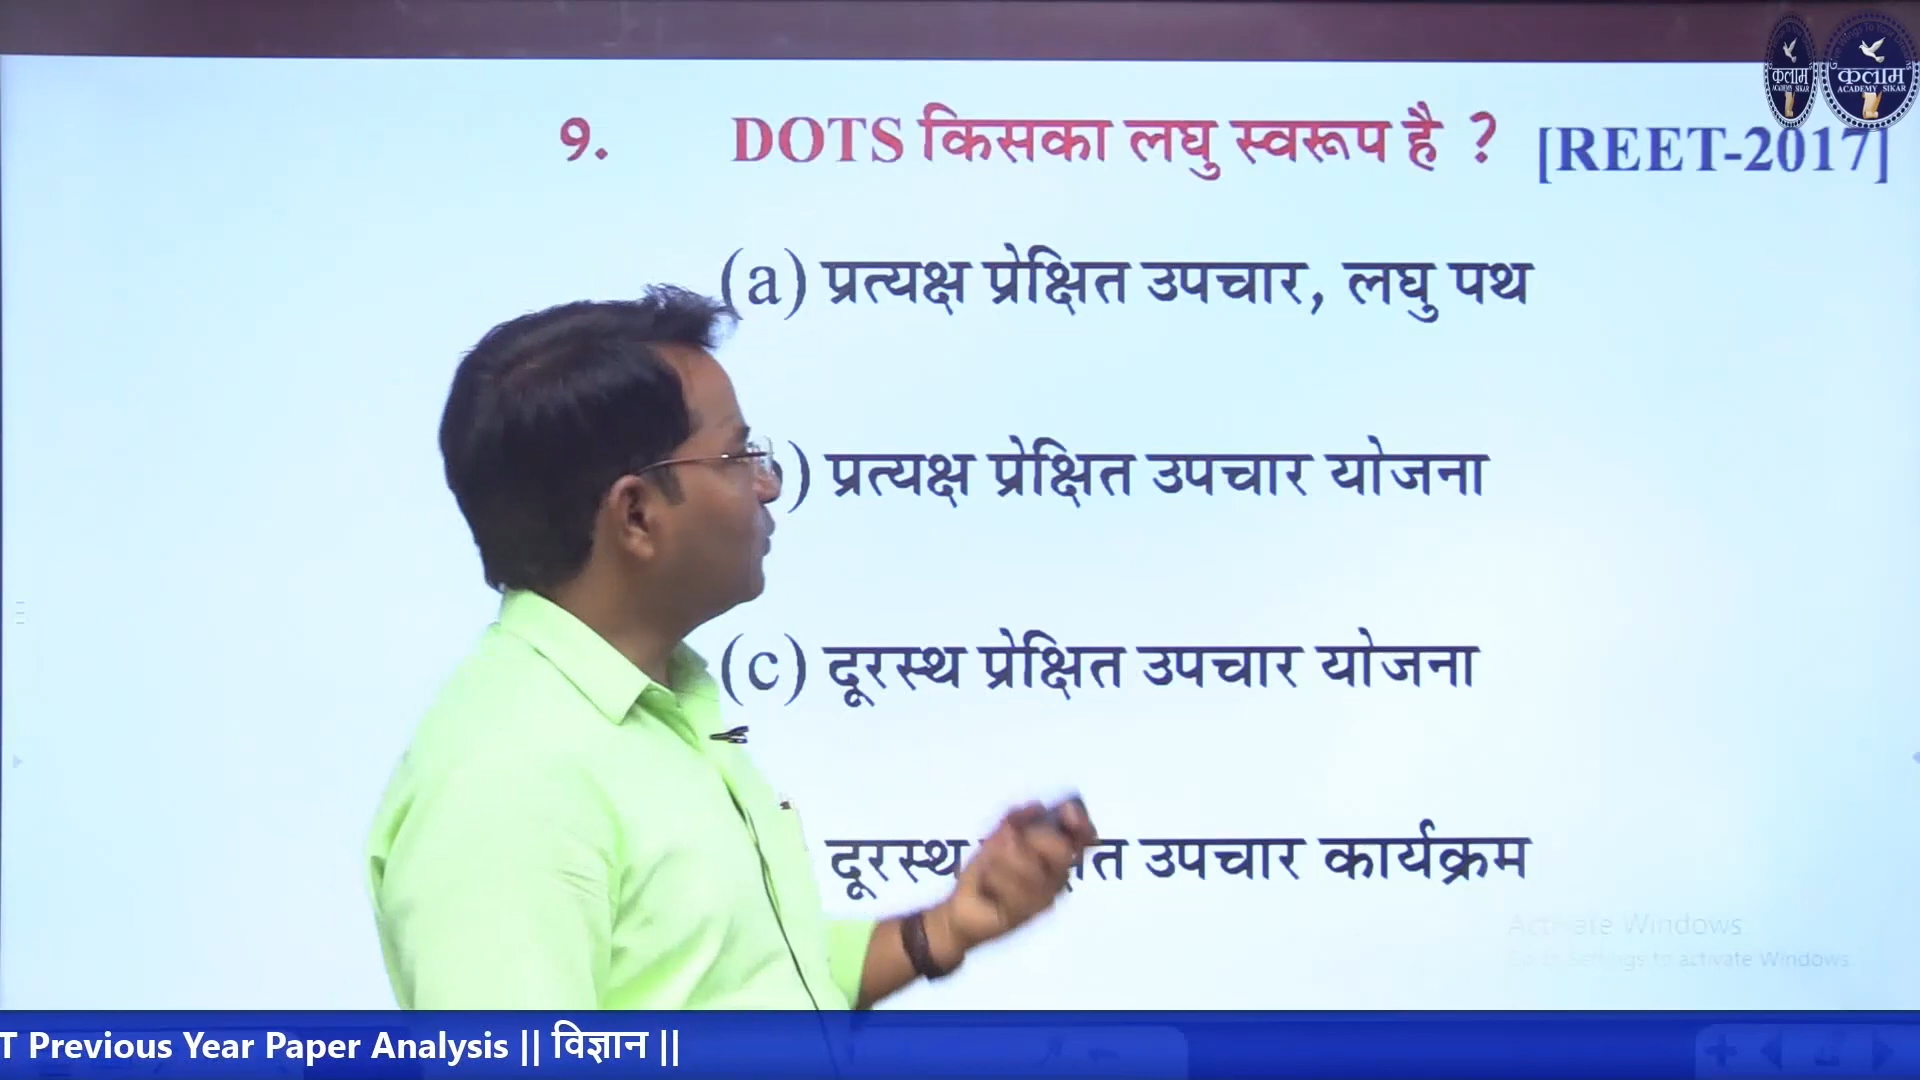 9. DOTS किसका लघु स्वरूप है ? [REET-2017]
(a) प्रत्यक्ष प्रेक्षित उपचार, लघु पथ
) प्रत्यक्ष प्रेक्षित उपचार योजना
(c) दूरस्थ प्रेक्षित उपचार योजना
दूरस्थ उपचार कार्यक्रम
Activate Windows
Go to Settings to activate Windows.
T Previous Year Paper Analysis || विज्ञान ||
कलाम कलाम
ACADEMY SIKAR ACADEMY SIKAR